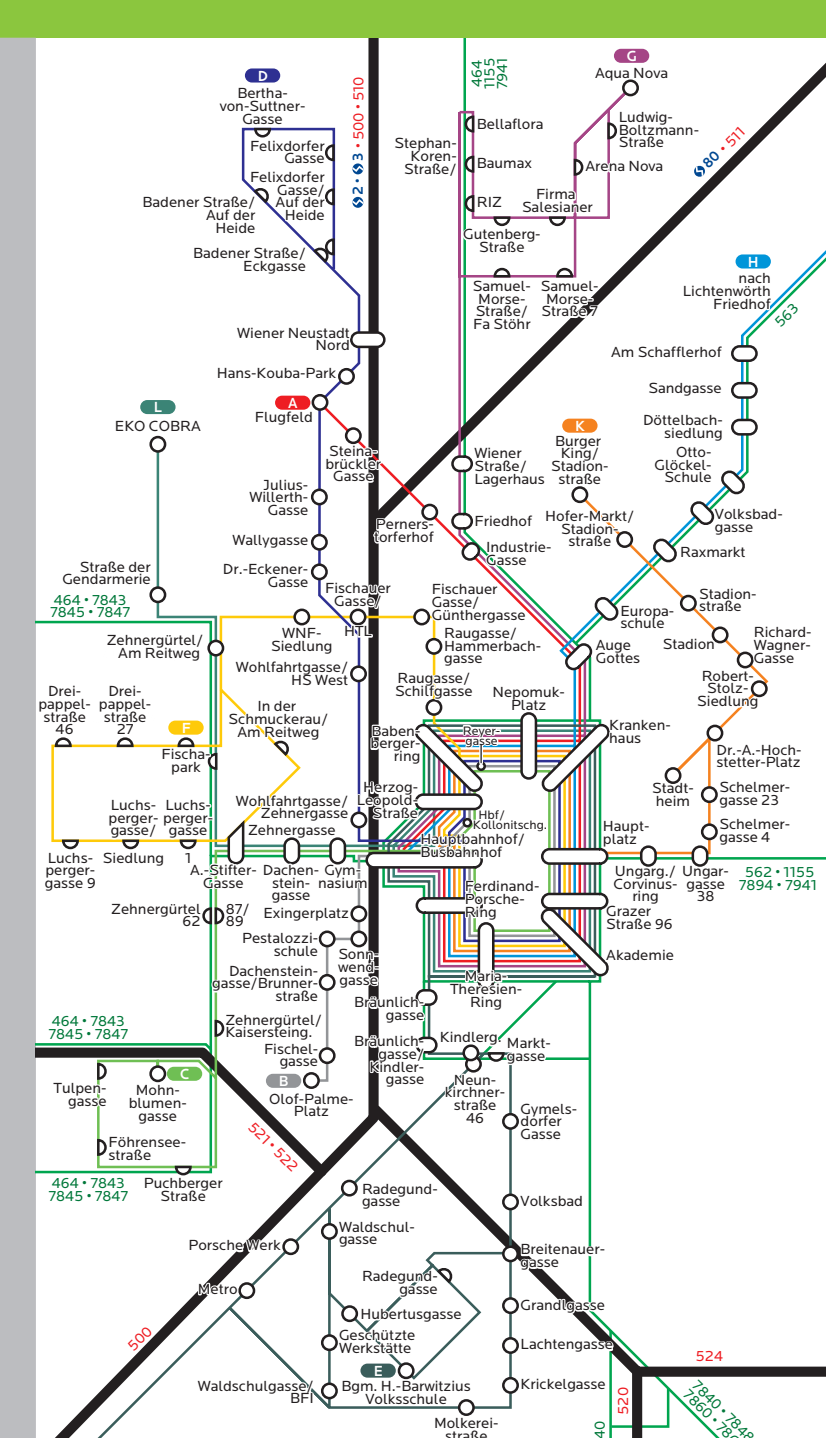 D
Bertha-
von-Suttner-
Gasse
Felixdorfer
Gasse
Felixdorfer
Gasse/
Auf der
Heide
Badener Straße/
Auf der
Heide
Badener Straße/
Eckgasse
2 • 3 • 500 • 510
464
1155
7941
G
Aqua Nova
Bellaflora
Stephan-
Koren-
Straße/
Baumax
RIZ
Ludwig-
Boltzmann-
Straße
Arena Nova
Firma
Salesianer
Gutenberg-
Straße
Samuel-
Morse-
Straße/
Fa Stöhr
Samuel-
Morse-
Straße 7
80 • 511
H
nach
Lichtenwörth
Friedhof
563
Am Schafflerhof
Sandgasse
Döttelbach-
siedlung
Otto-
Glöckel-
Schule
Volksbad-
gasse
Raxmarkt
Europa-
schule
Auge
Gottes
Wiener Neustadt
Nord
Hans-Kouba-Park
A
Flugfeld
Steina-
brückler
Gasse
Perners-
torferhof
Wiener
Straße/
Lagerhaus
Friedhof
Industrie-
Gasse
K
Burger
King/
Stadion-
straße
Hofer-Markt/
Stadion-
straße
Stadion-
straße
Stadion
Richard-
Wagner-
Gasse
Robert-
Stolz-
Siedlung
Dr.-A.-Hoch-
stetter-Platz
Stadt-
heim
Schelmer-
gasse 23
Schelmer-
gasse 4
L
EKO COBRA
Straße der
Gendarmerie
464 • 7843
7845 • 7847
Zehnergürtel/
Am Reitweg
Julius-
Willerth-
Gasse
Wallygasse
Dr.-Eckener-
Gasse
Fischauer
Gasse/
HTL
WNF-
Siedlung
Fischauer
Gasse/
Günthergasse
Raugasse/
Hammerbach-
gasse
Raugasse/
Schilfgasse
Wohlfahrtgasse/
HS West
Drei-
pappel-
straße
46
Drei-
pappel-
straße
27
F
Fischa-
park
In der
Schmuckerau/
Am Reitweg
Nepomuk-
Platz
Baben-
berger-
ring
Reyer-
gasse
Kranken-
haus
Herzog-
Leopold-
Straße
Hbf/
Kollonitschg.
Wohlfahrtgasse/
Zehnergasse
Zehnergasse
Luchs-
perger-
gasse 9
Luchs-
perger-
gasse/
Siedlung
Luchs-
perger-
gasse
1
A.-Stifter-
Gasse
Dachen-
stein-
gasse
Gym-
nasium
Hauptbahnhof/
Busbahnhof
Haupt-
platz
Ungarg./
Corvinus-
ring
Ungar-
gasse
38
562 • 1155
7894 • 7941
Ferdinand-
Porsche-
Ring
Grazer
Straße 96
Akademie
Maria-
Theresien-
Ring
Zehnergürtel
62
87/
89
Exingerplatz
Pestalozzi-
schule
Sonn-
wend-
gasse
Dachenstein-
gasse/Brunner-
straße
Zehnergürtel/
Kaisersteing.
Fischel-
gasse
B
Olof-Palme-
Platz
Bräunlich-
gasse
Bräunlich-
gasse/
Kindler-
gasse
Kindlerg.
Markt-
gasse
Neun-
kirchner-
straße
46
464 • 7843
7845 • 7847
Tulpen-
gasse
C
Mohn-
blumen-
gasse
Föhrensee-
straße
Puchberger
Straße
464 • 7843
7845 • 7847
521 • 522
Gymels-
dorfer
Gasse
Volksbad
Breitenauer-
gasse
Grandlgasse
Lachtengasse
Krickelgasse
Radegund-
gasse
Waldschul-
gasse
Porsche Werk
Metro
Radegund-
gasse
Hubertusgasse
Geschützte
Werkstätte
E
Bgm. H.-Barwitzius
Volksschule
Waldschulgasse/
BFI
Molkerei-
straße
500
524
520
7840 • 7848